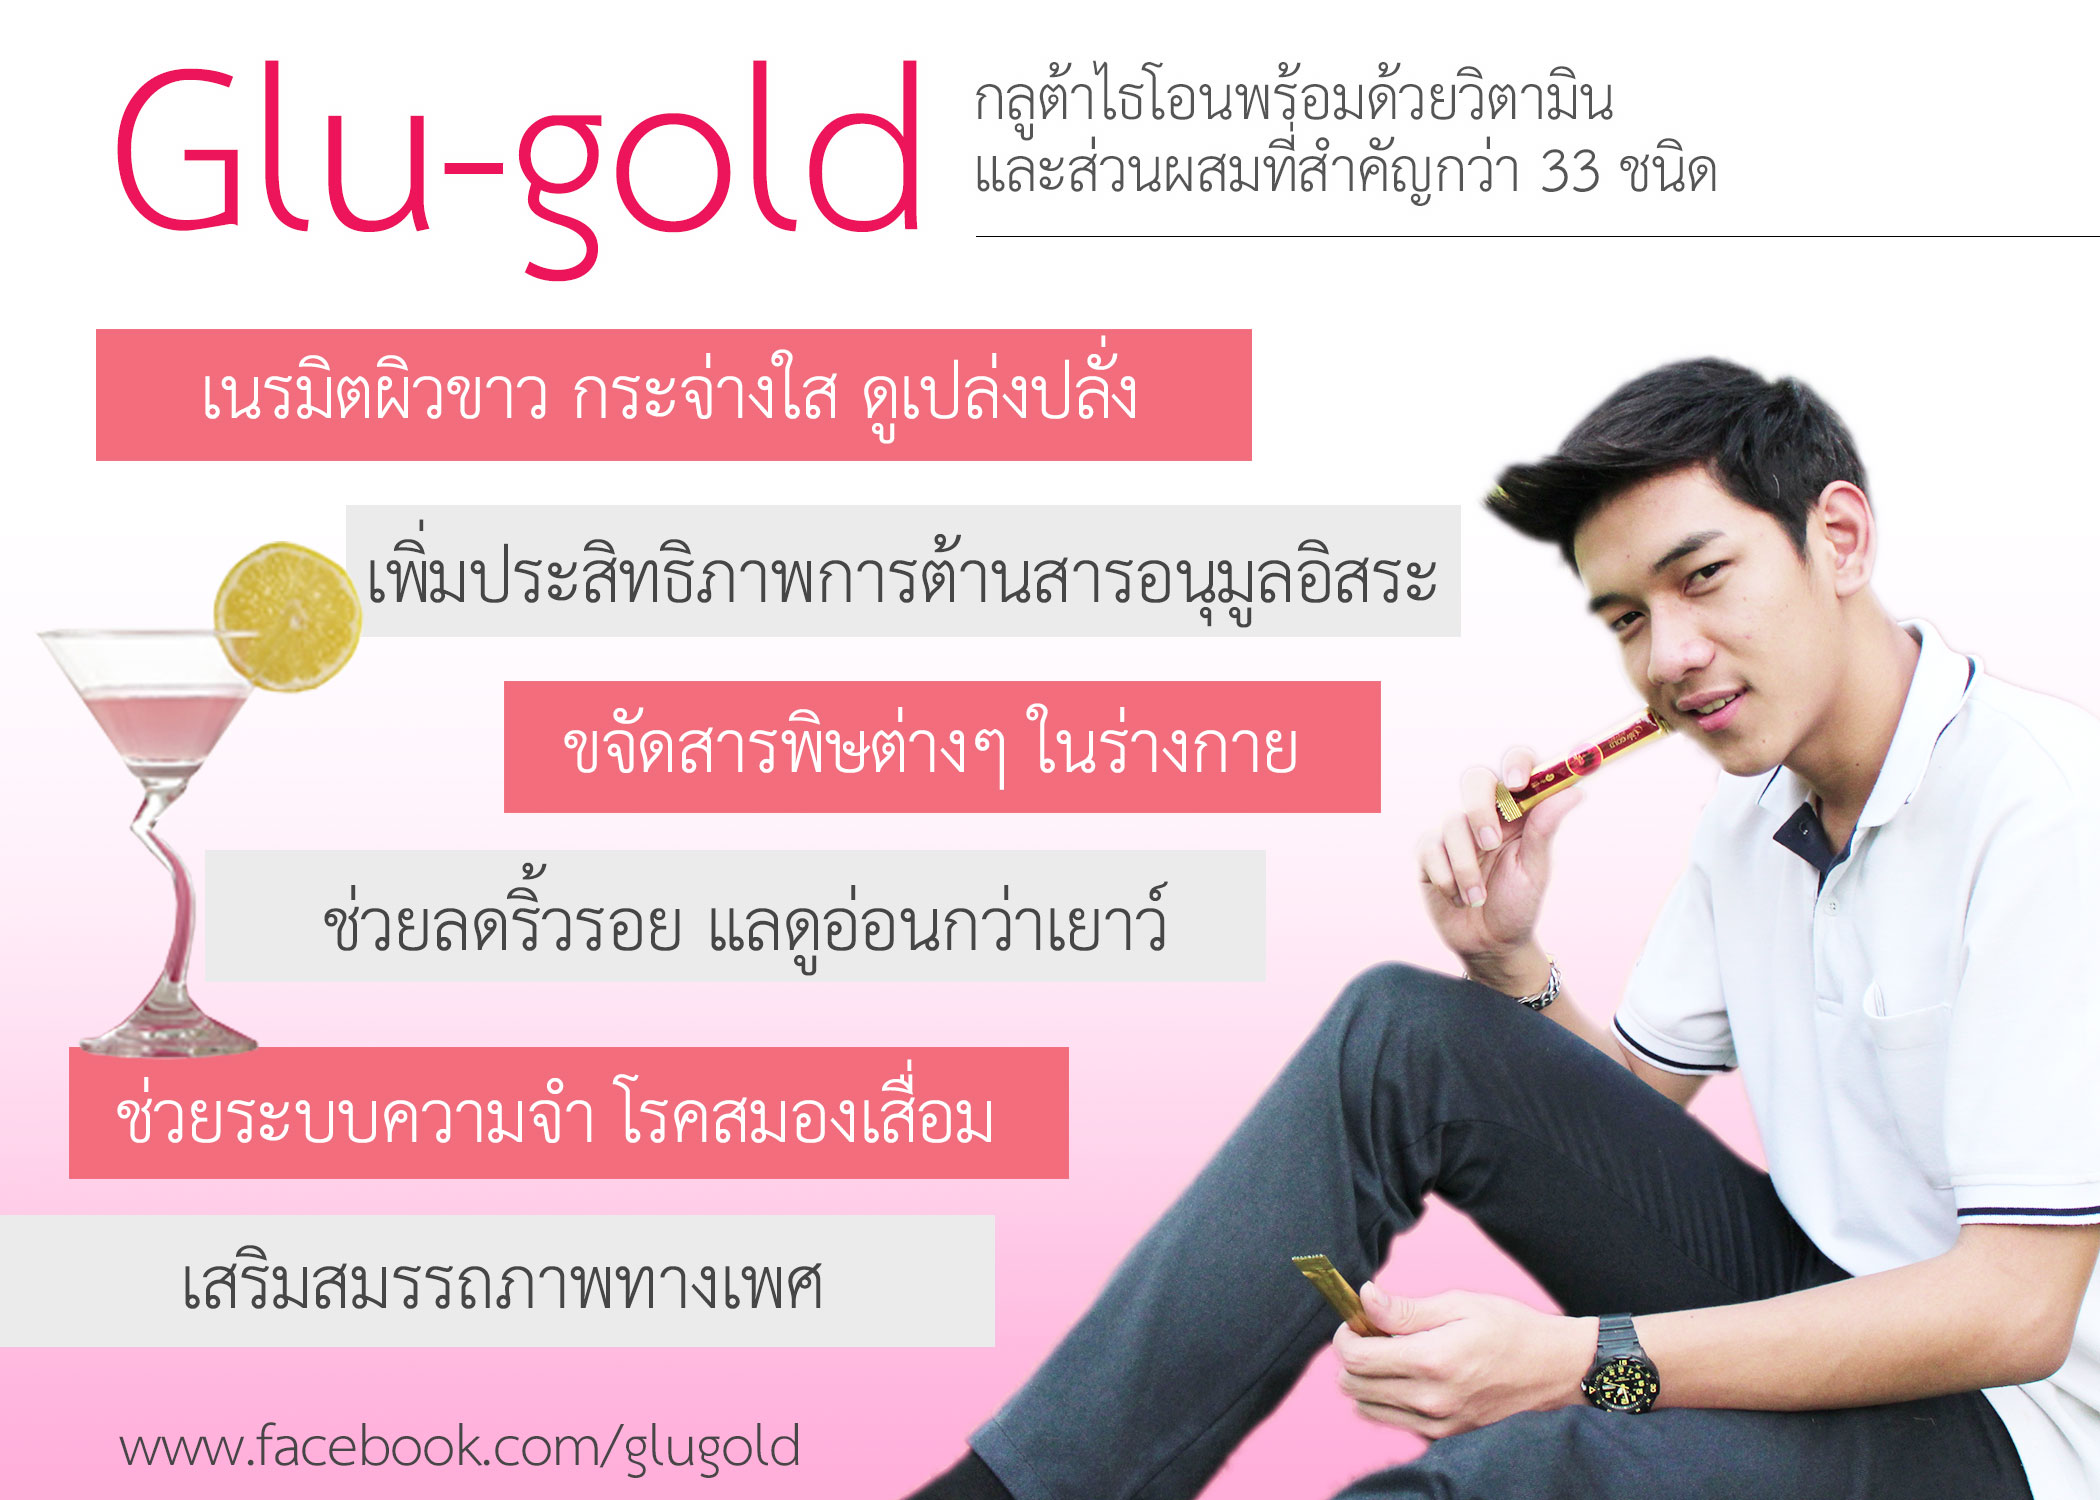 Glu-gold
กลูต้าไธโอนพร้อมด้วยวิตามิน
และส่วนผสมที่สำคัญกว่า 33 ชนิด
เนรมิตผิวขาว กระจ่างใส ดูเปล่งปลั่ง
เพิ่มประสิทธิภาพการต้านสารอนุมูลอิสระ
ขจัดสารพิษต่างๆ ในร่างกาย
ช่วยลดริ้วรอย แลดูอ่อนกว่าเยาว์
ช่วยระบบความจำ โรคสมองเสื่อม
เสริมสมรรถภาพทางเพศ
www.facebook.com/glugold